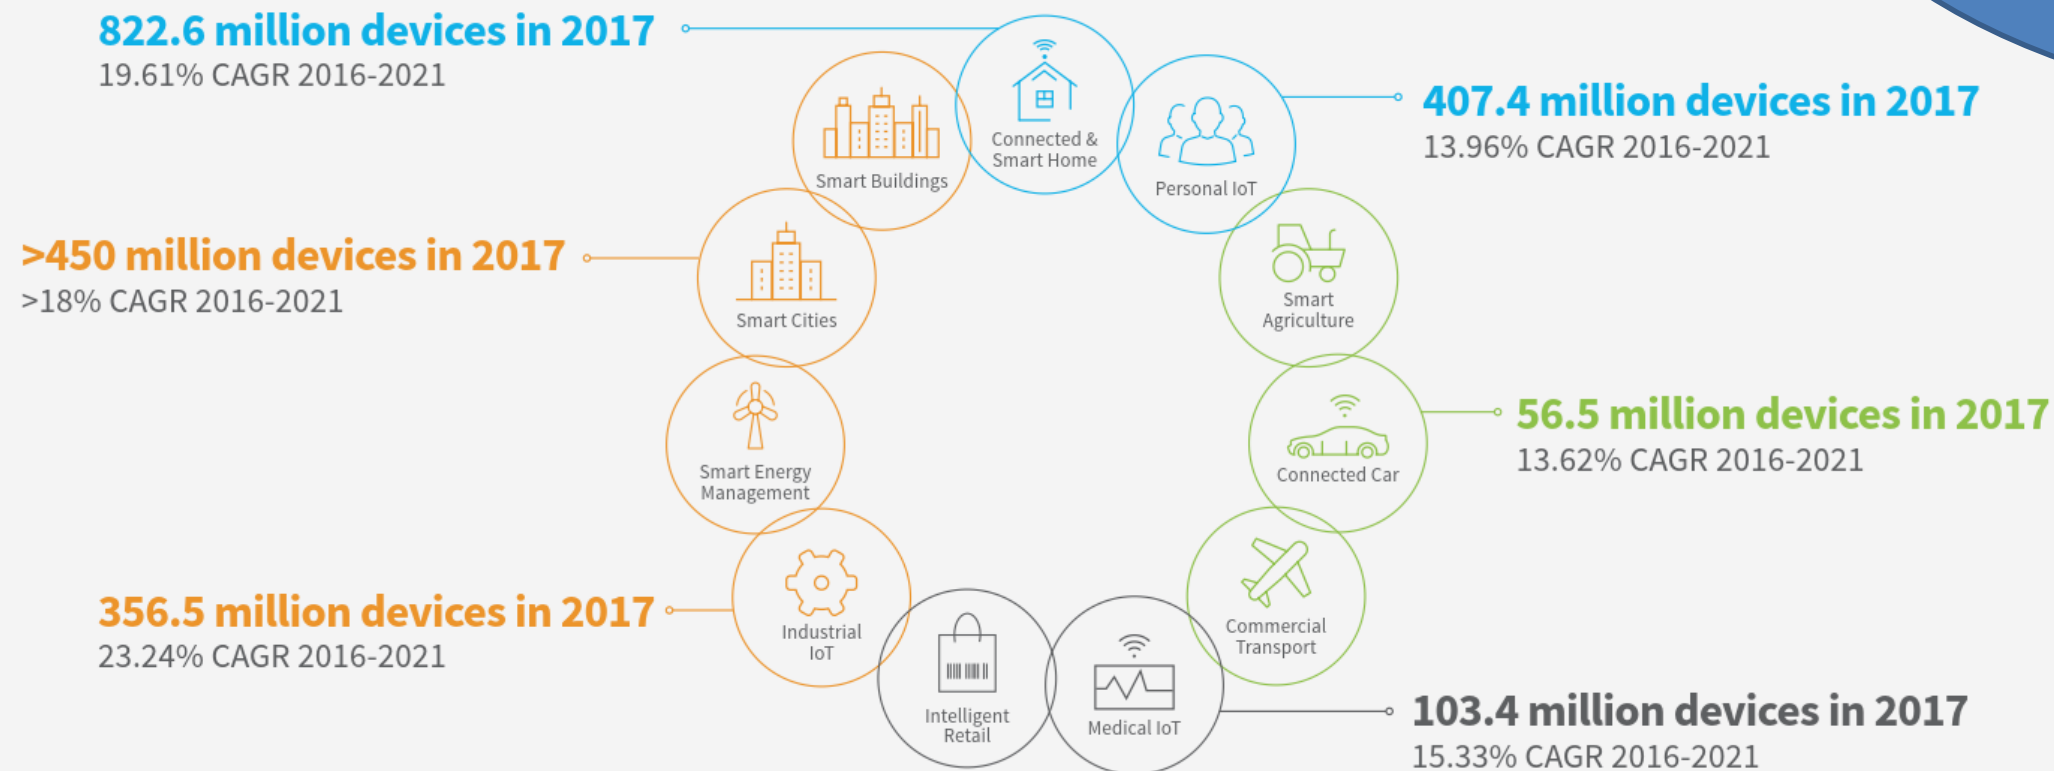 822.6 million devices in 2017
19.61% CAGR 2016-2021
Connected &
Smart Home
407.4 million devices in 2017
13.96% CAGR 2016-2021
Smart Buildings
Personal IoT
>450 million devices in 2017
>18% CAGR 2016-2021
Smart Cities
Smart
Agriculture
Smart Energy
Management
Connected Car
56.5 million devices in 2017
13.62% CAGR 2016-2021
356.5 million devices in 2017
23.24% CAGR 2016-2021
Industrial
IoT
Commercial
Transport
Intelligent
Retail
Medical IoT
103.4 million devices in 2017
15.33% CAGR 2016-2021